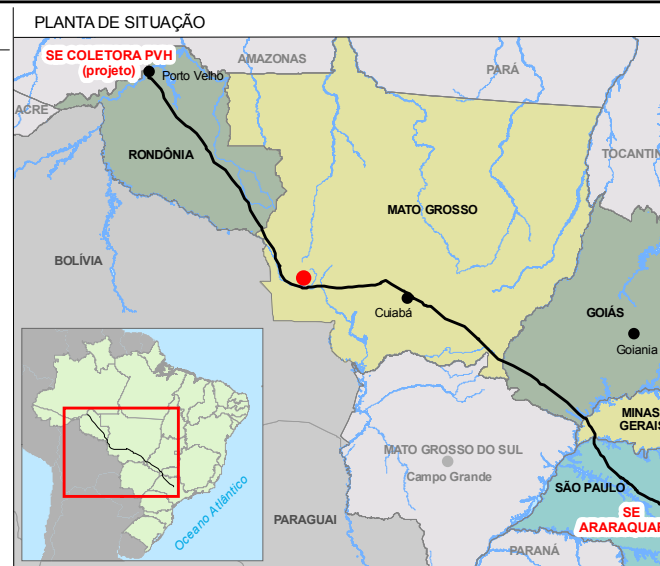 PLANTA DE SITUAÇÃO
SE COLETORA PVH
(projeto)
Porto Velho
AMAZONAS
PARÁ
ACRE
TOCANTIN
RONDÔNIA
MATO GROSSO
BOLÍVIA
Cuiabá
GOIÁS
Goiania
MINAS
GERAIS
MATO GROSSO DO SUL
Campo Grande
SÃO PAULO
SE
ARARAQUAR
PARAGUAI
PARANÁ
Oceano Atlântico